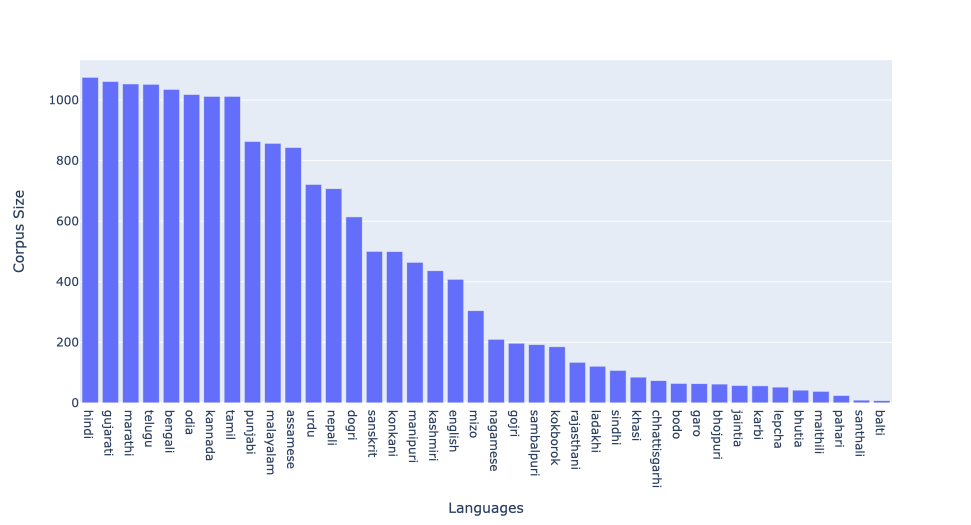 1000
800
600
400
200
0
Corpus Size
hindi
gujarati
marathi
telugu
bengali
odia
kannada
tamil
punjabi
malayalam
assamese
urdu
nepali
dogri
sanskrit
konkani
manipuri
kashmiri
english
mizo
nagamese
gojri
sambalpuri
kokborok
rajasthani
ladakhi
sindhi
khasi
chhattisgarhi
bodo
garo
bhojpuri
jaintia
karbi
lepcha
bhutia
maithili
pahari
santhali
balti
Languages